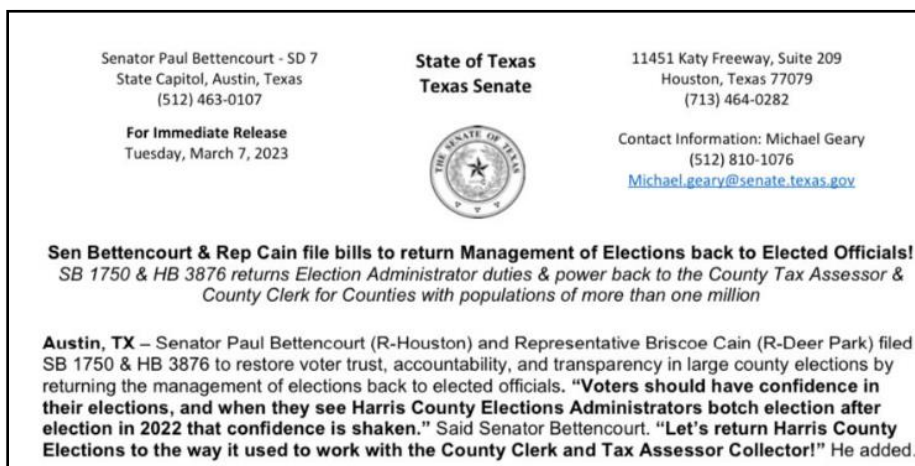 Senator Paul Bettencourt - SD 7
State Capitol, Austin, Texas
(512) 463-0107
For Immediate Release
Tuesday, March 7, 2023
State of Texas
Texas Senate
THE SENATE OF TEXAS
11451 Katy Freeway, Suite 209
Houston, Texas 77079
(713) 464-0282
Contact Information: Michael Geary
(512) 810-1076
Michael.geary@senate.texas.gov
Sen Bettencourt & Rep Cain file bills to return Management of Elections back to Elected Officials!
SB 1750 & HB 3876 returns Election Administrator duties & power back to the County Tax Assessor &
County Clerk for Counties with populations of more than one million
Austin, TX – Senator Paul Bettencourt (R-Houston) and Representative Briscoe Cain (R-Deer Park) filed
SB 1750 & HB 3876 to restore voter trust, accountability, and transparency in large county elections by
returning the management of elections back to elected officials. “Voters should have confidence in
their elections, and when they see Harris County Elections Administrators botch election after
election in 2022 that confidence is shaken.” Said Senator Bettencourt. “Let’s return Harris County
Elections to the way it used to work with the County Clerk and Tax Assessor Collector!” He added.